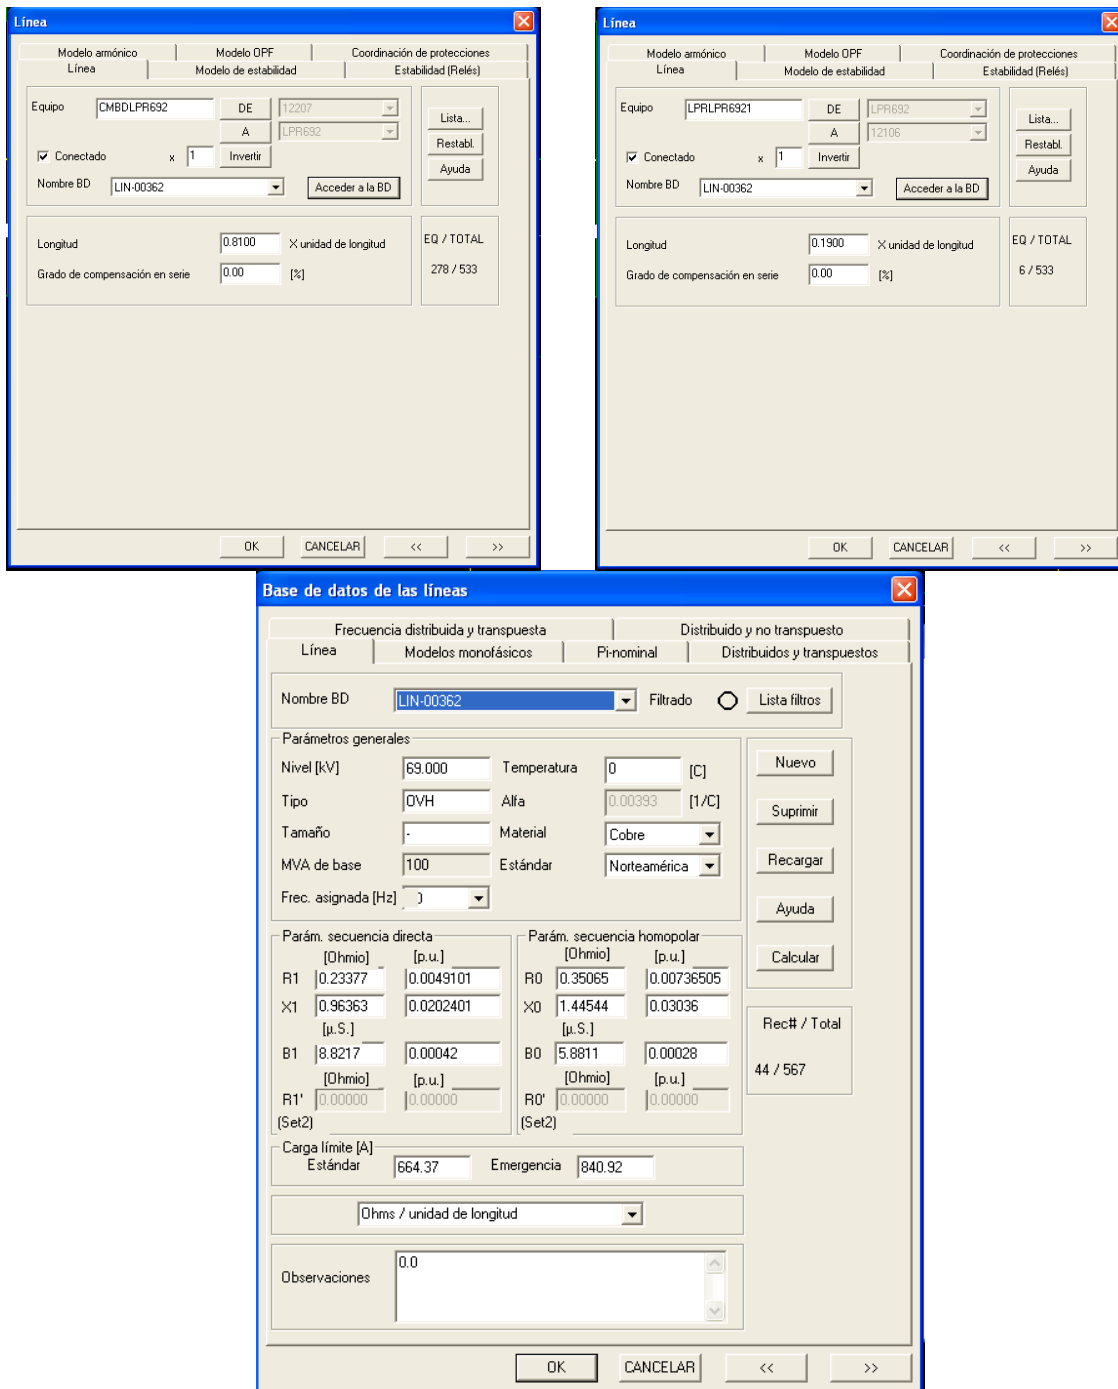 Línea
Modelo armónico Modelo OPF Coordinación de protecciones
Línea Modelo de estabilidad Estabilidad (Relés)
Equipo CMBDLPR692 DE 12207
A LPR692
Conectado x 1 Invertir
Nombre BD LIN-00362 Acceder a la BD
Lista...
Restabl.
Ayuda
Longitud 0.8100 X unidad de longitud
Grado de compensación en serie 0.00 [%]
EQ / TOTAL
278 / 533
OK CANCELAR << >>
Línea
Modelo armónico Modelo OPF Coordinación de protecciones
Línea Modelo de estabilidad Estabilidad (Relés)
Equipo LPRLPR6921 DE LPR692
A 12106
Conectado x 1 Invertir
Nombre BD LIN-00362 Acceder a la BD
Lista...
Restabl.
Ayuda
Longitud 0.1900 X unidad de longitud
Grado de compensación en serie 0.00 [%]
EQ / TOTAL
6 / 533
OK CANCELAR << >>
Base de datos de las líneas
Frecuencia distribuida y transpuesta Distribuido y no transpuesto
Línea Modelos monofásicos Pi-nominal Distribuidos y transpuestos
Nombre BD LIN-00362 Filtrado Lista filtros
Parámetros generales
Nivel [kV] 69.000 Temperatura 0 [C]
Tipo OVH Alfa 0.00393 [1/C]
Tamaño - Material Cobre
MVA de base 100 Estándar Norteamérica
Frec. asignada [Hz]
Nuevo
Suprimir
Recargar
Ayuda
Calcular
Parám. secuencia directa
[Ohmio] [p.u.]
R1 0.23377 0.0049101
X1 0.96363 0.0202401
[µ.S.]
B1 8.8217 0.00042
[Ohmio] [p.u.]
R1' 0.00000 0.00000
(Set2)
Parám. secuencia homopolar
[Ohmio] [p.u.]
R0 0.35065 0.00736505
X0 1.44544 0.03036
[µ.S.]
B0 5.8811 0.00028
[Ohmio] [p.u.]
R0' 0.00000 0.00000
(Set2)
Rec# / Total
44 / 567
Carga límite [A]
Estándar 664.37 Emergencia 840.92
Ohms / unidad de longitud
Observaciones 0.0
OK CANCELAR << >>